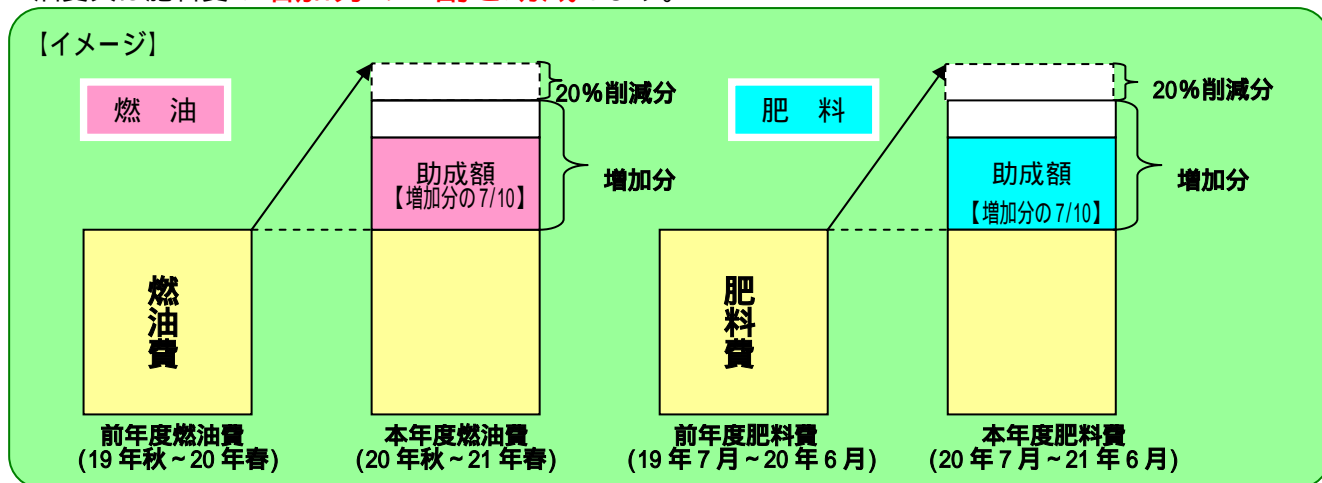 【イメージ】
燃 油
20%削減分
増加分
助成額
【増加分の7/10】
燃油費
前年度燃油費
(19年秋~20年春)
本年度燃油費
(20年秋~21年春)
肥 料
20%削減分
増加分
助成額
【増加分の7/10】
肥料費
前年度肥料費
(19年7月~20年6月)
本年度肥料費
(20年7月~21年6月)